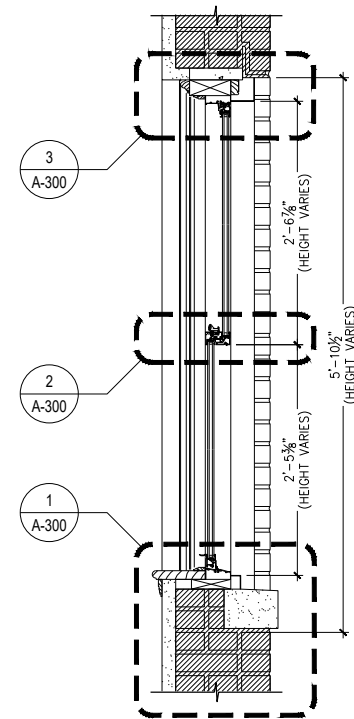 3
A-300
2
A-300
1
A-300
2'-6⅞"
(HEIGHT VARIES)
5'-10½"
(HEIGHT VARIES)
2'-5⅜"
(HEIGHT VARIES)